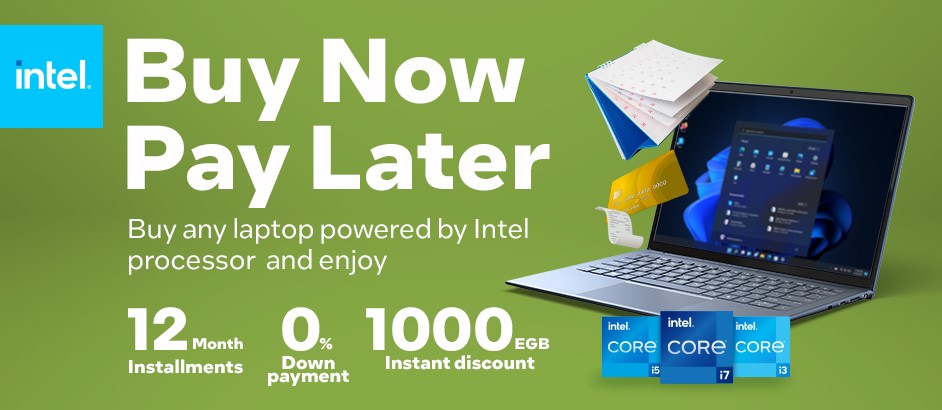 intel.
Buy Now
Pay Later
Buy any laptop powered by Intel
processor and enjoy
12 Month
Installments
0%
Down
payment
1000 EGB
Instant discount
intel.
CORE
i5
intel.
CORE
i7
intel.
CORE
i3